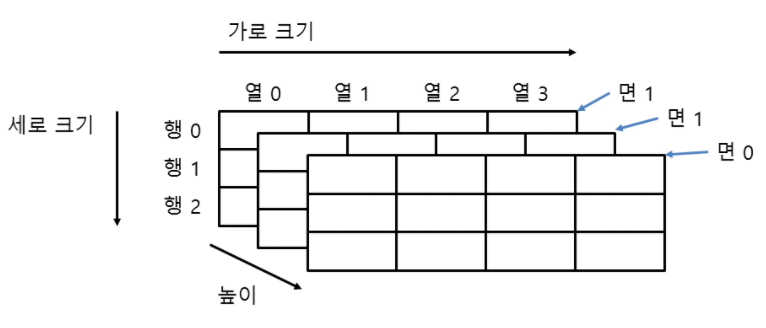 가로 크기
열 0 열 1 열 2 열 3 면 1
세로 크기 행 0 면 1
행 1 면 0
행 2
높이